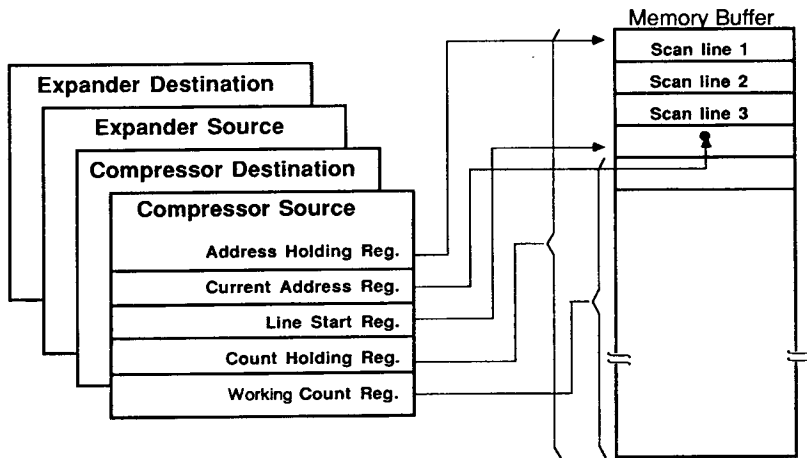 Memory Buffer
Scan line 1
Scan line 2
Scan line 3
Expander Destination
Expander Source
Compressor Destination
Compressor Source
Address Holding Reg.
Current Address Reg.
Line Start Reg.
Count Holding Reg.
Working Count Reg.